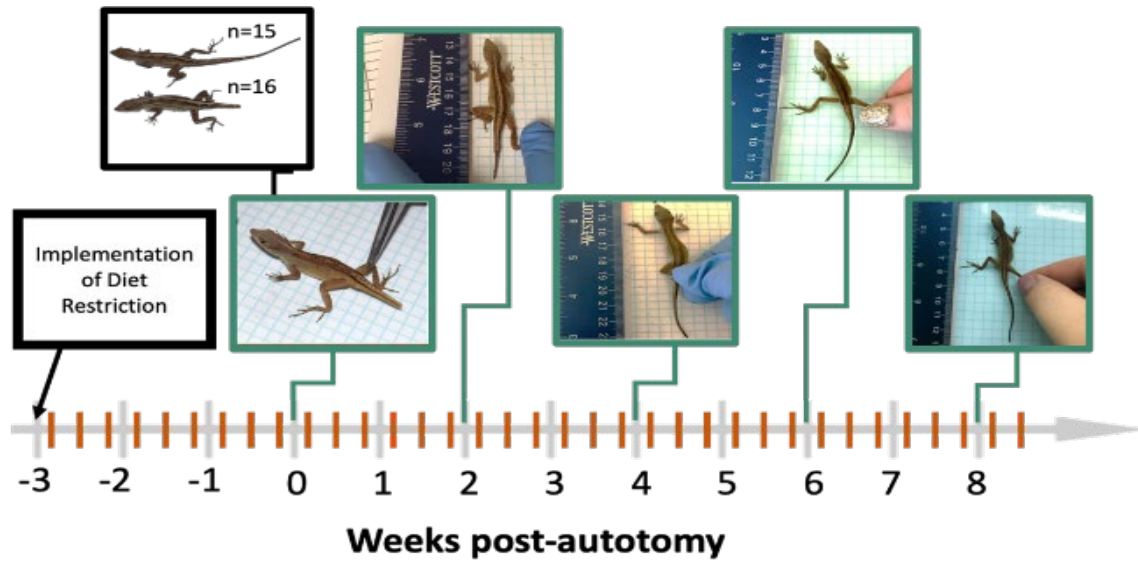 n=15
n=16
Implementation
of Diet
Restriction
WESTCOTT
WESTCOTT
-3 -2 -1 0 1 2 3 4 5 6 7 8
Weeks post-autotomy